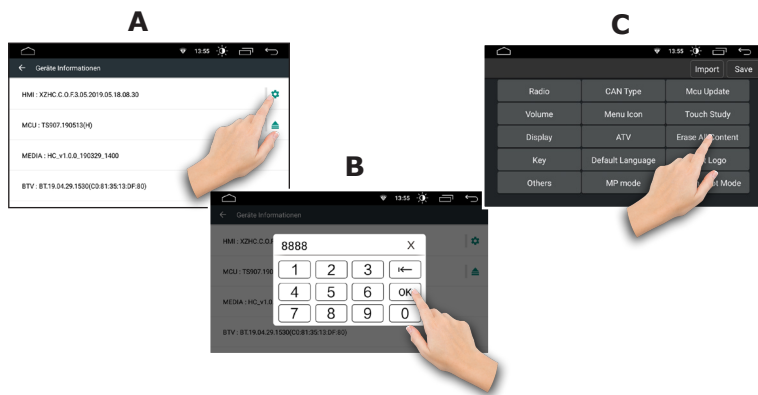 A
13:55
Geräte Informationen
HMI : XZHC.C.O.F.3.05.2019.05.18.08.30
MCU : TS907.190513(H)
MEDIA : HC_v1.0.0_190329_1400
BTV : BT.19.04.29.1530(C0:81:35:13:DF:80)
B
13:55
Geräte Informationen
HMI : XZHC.C.O.F
8888 X
MCU : TS907.190
1 2 3
MEDIA : HC_v1.0
4 5 6 OK
7 8 9 0
BTV : BT.19.04.29.1530(C0:81:35:13:DF:80)
C
13:55
Import Save
Radio CAN Type Mcu Update
Volume Menu Icon Touch Study
Display ATV Erase All Content
Key Default Language Logo
Others MP mode Mode